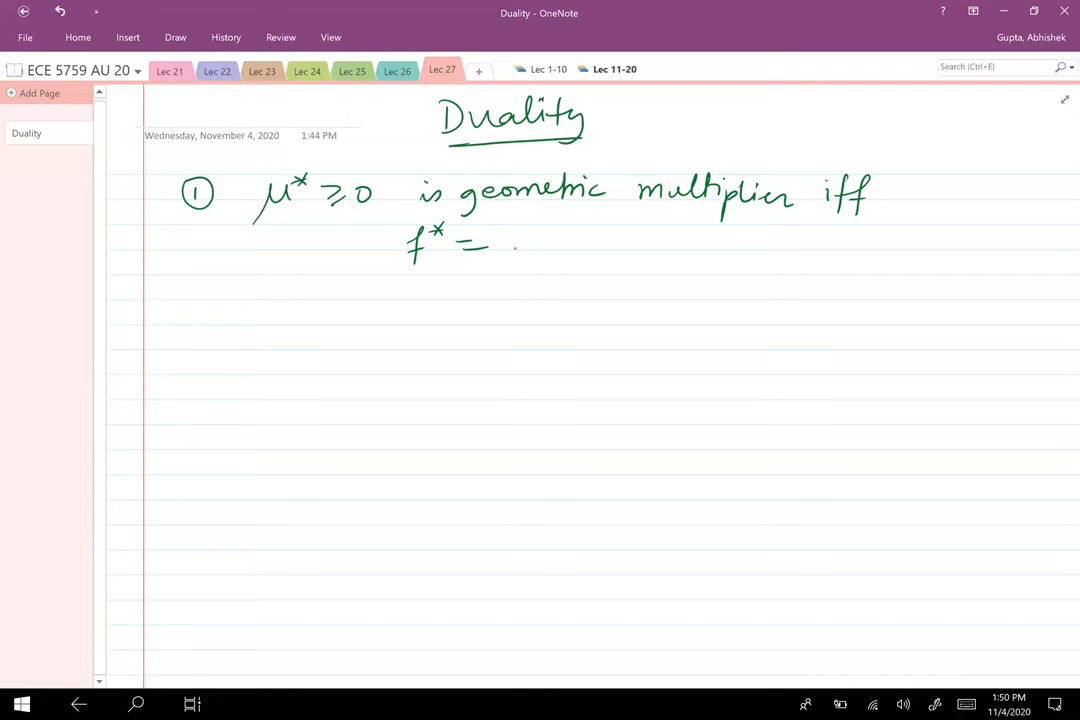 Duality - OneNote
?
File Home Insert Draw History Review View
Gupta, Abhishek
ECE 5759 AU 20
Lec 21 Lec 22 Lec 23 Lec 24 Lec 25 Lec 26 Lec 27 + Lec 1-10 Lec 11-20
Search (Ctrl+E)
Add Page
Duality
Duality
Wednesday, November 4, 2020 1:44 PM
① μ* ≥ 0 is geometric multiplier iff
f* =
1:50 PM
11/4/2020